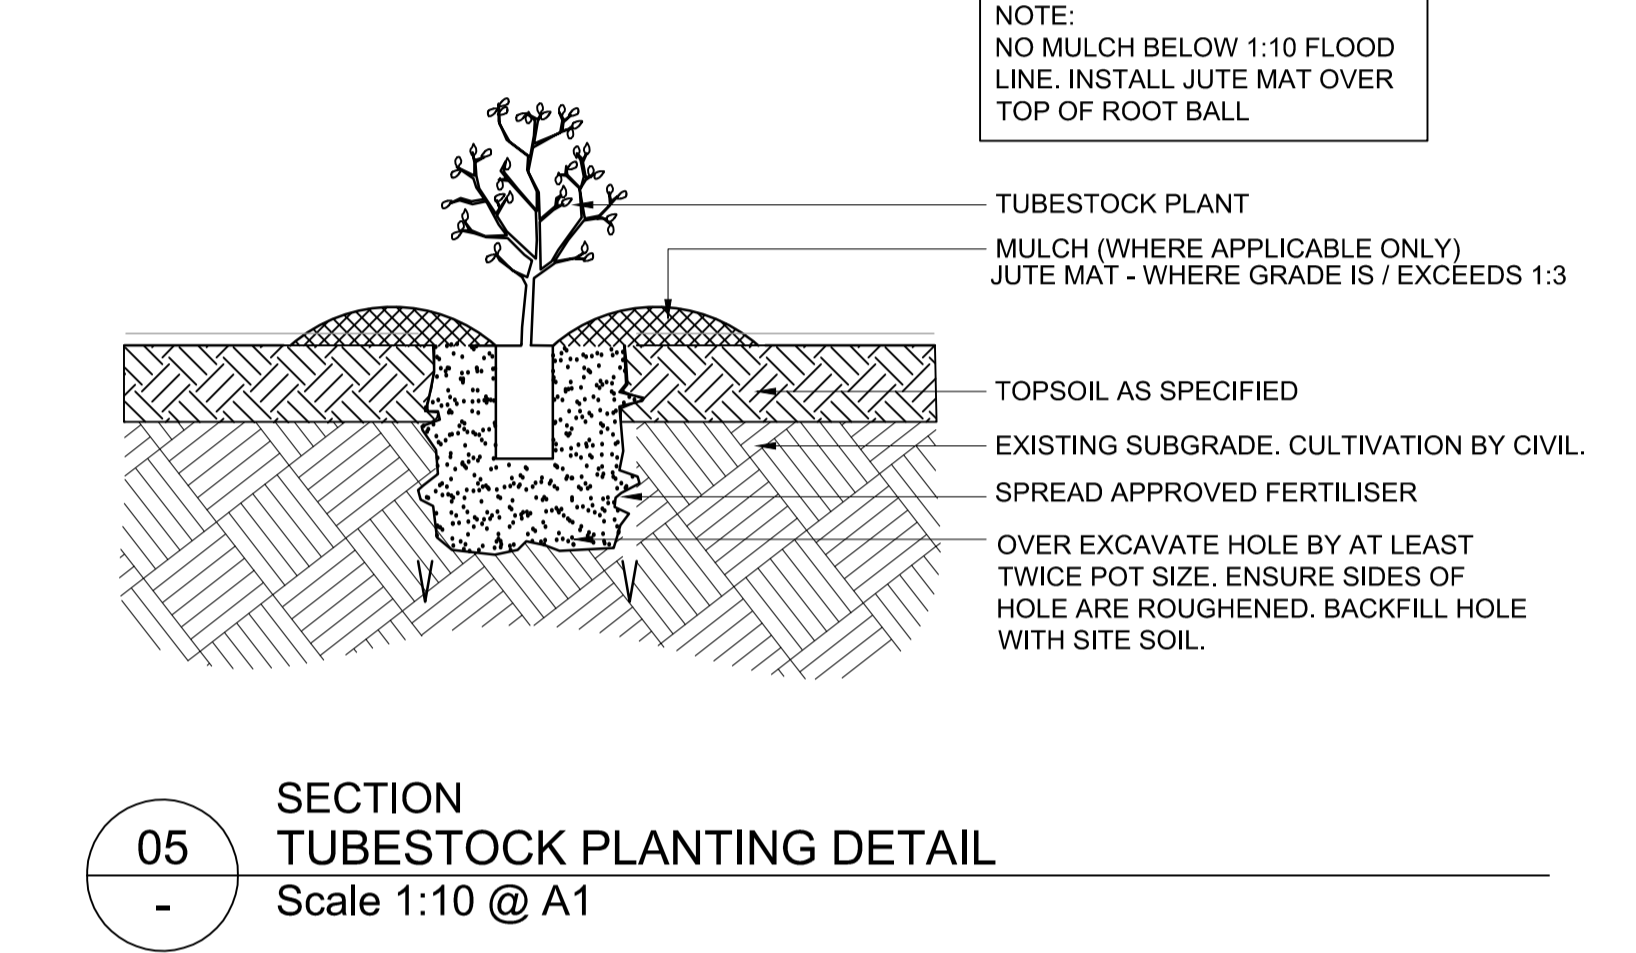 NOTE:
NO MULCH BELOW 1:10 FLOOD
LINE. INSTALL JUTE MAT OVER
TOP OF ROOT BALL
TUBESTOCK PLANT
MULCH (WHERE APPLICABLE ONLY)
JUTE MAT - WHERE GRADE IS / EXCEEDS 1:3
TOPSOIL AS SPECIFIED
EXISTING SUBGRADE. CULTIVATION BY CIVIL.
SPREAD APPROVED FERTILISER
OVER EXCAVATE HOLE BY AT LEAST
TWICE POT SIZE. ENSURE SIDES OF
HOLE ARE ROUGHENED. BACKFILL HOLE
WITH SITE SOIL.
05
-
SECTION
TUBESTOCK PLANTING DETAIL
Scale 1:10 @ A1